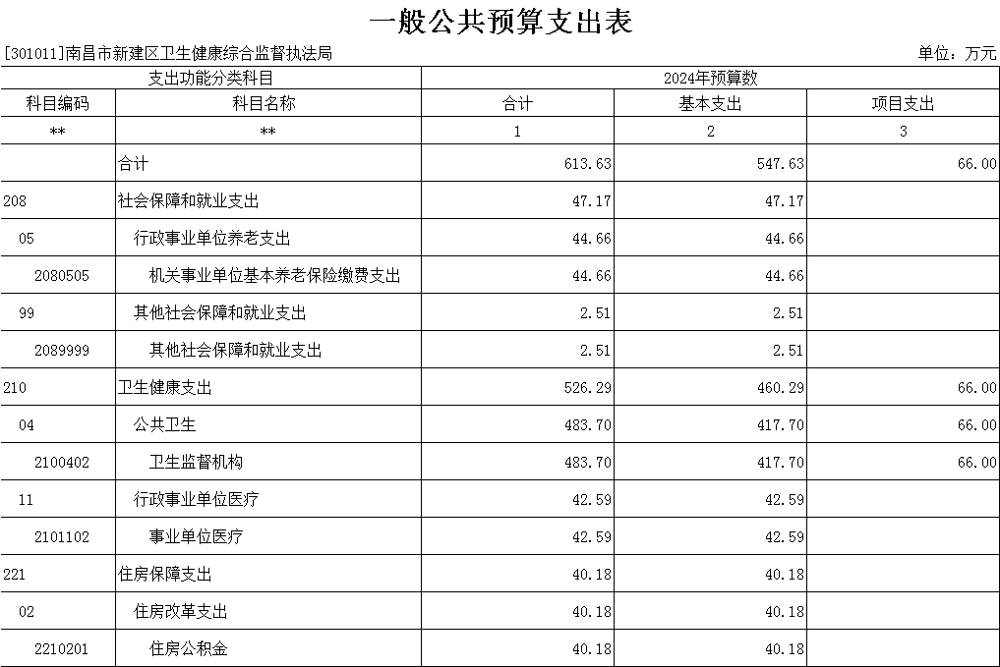 一般公共预算支出表
[301011]南昌市新建区卫生健康综合监督执法局 单位：万元
支出功能分类科目 2024年预算数
科目编码 科目名称 合计 基本支出 项目支出
** ** 1 2 3
合计 613.63 547.63 66.00
208 社会保障和就业支出 47.17 47.17
05 行政事业单位养老支出 44.66 44.66
2080505 机关事业单位基本养老保险缴费支出 44.66 44.66
99 其他社会保障和就业支出 2.51 2.51
2089999 其他社会保障和就业支出 2.51 2.51
210 卫生健康支出 526.29 460.29 66.00
04 公共卫生 483.70 417.70 66.00
2100402 卫生监督机构 483.70 417.70 66.00
11 行政事业单位医疗 42.59 42.59
2101102 事业单位医疗 42.59 42.59
221 住房保障支出 40.18 40.18
02 住房改革支出 40.18 40.18
2210201 住房公积金 40.18 40.18